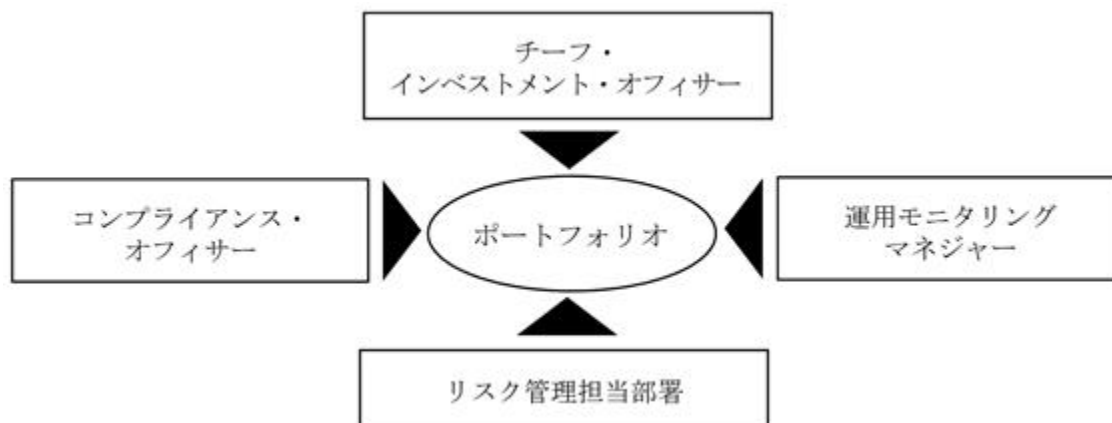 チーフ・
インベストメント・オフィサー
コンプライアンス・
オフィサー
ポートフォリオ
運用モニタリング
マネジャー
リスク管理担当部署